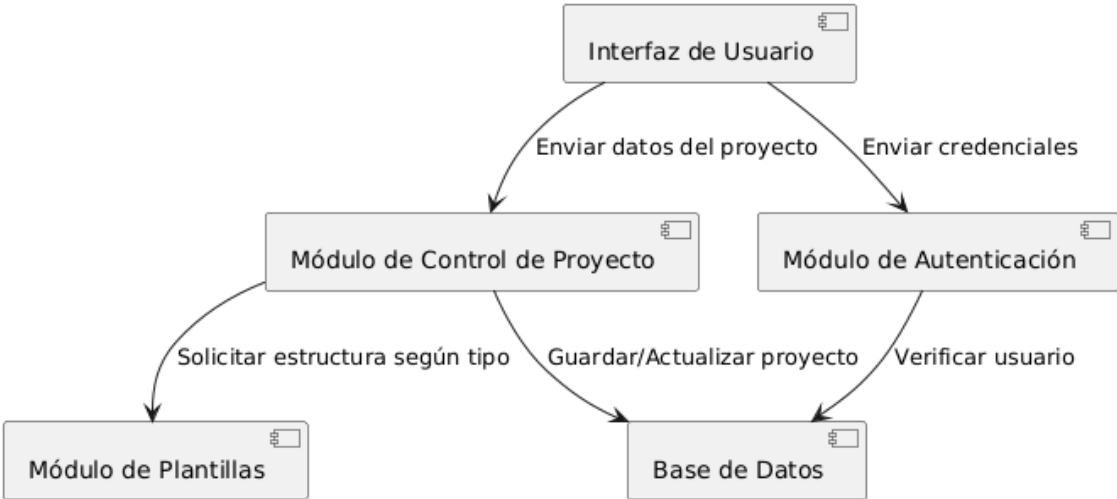 Interfaz de Usuario
Enviar datos del proyecto
Enviar credenciales
Módulo de Control de Proyecto
Módulo de Autenticación
Solicitar estructura según tipo
Guardar/Actualizar proyecto
Verificar usuario
Módulo de Plantillas
Base de Datos